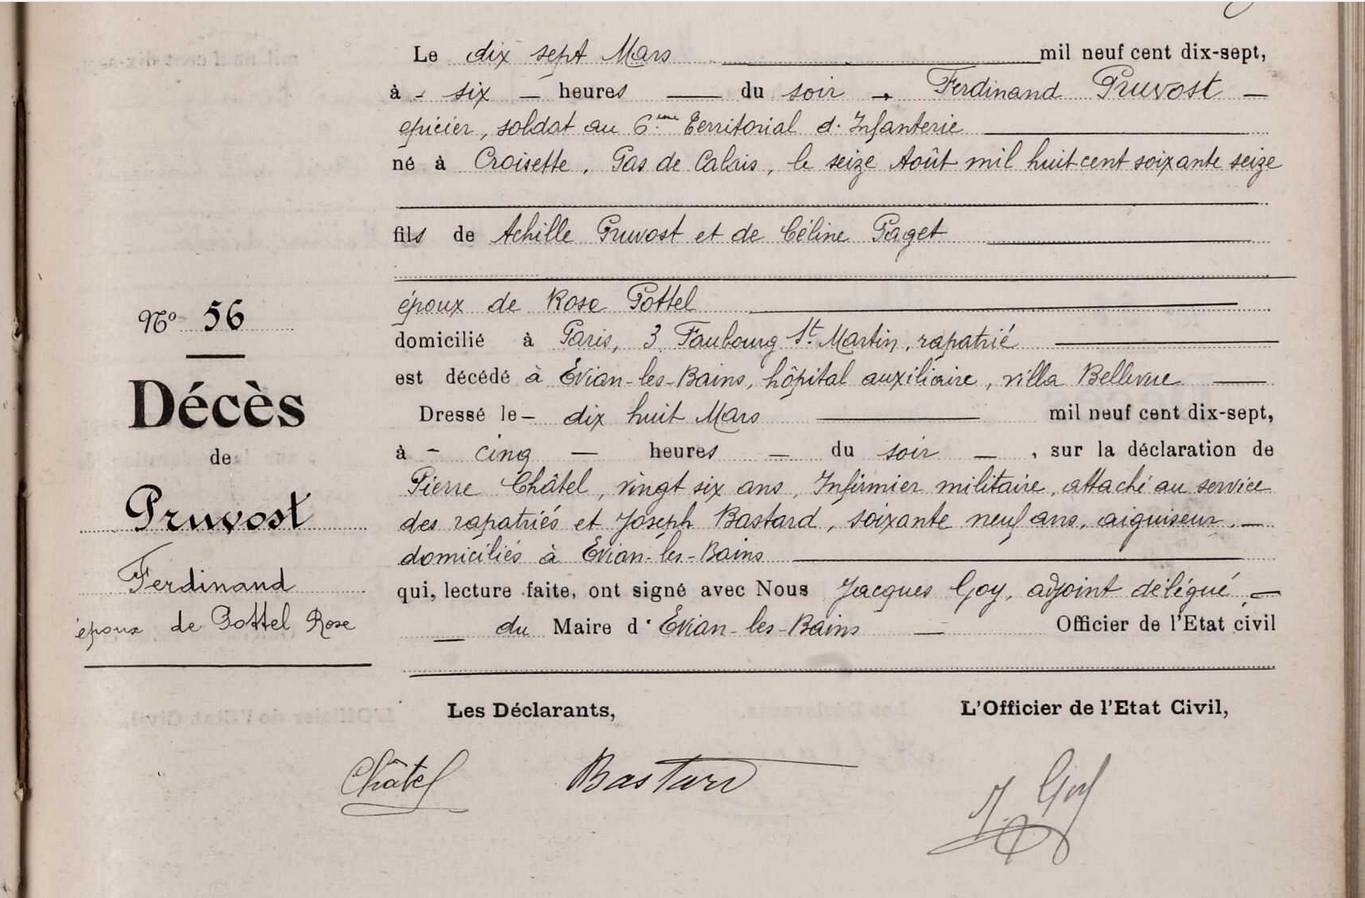 Le dix sept Mars mil neuf cent dix-sept,
à - six - heures du soir, Ferdinand Pruvost -
épicier, soldat au 6ème Territorial d'Infanterie
né à Croisette, Pas de Calais, le seize Août mil huit cent soixante seize
fils de Achille Pruvost et de Céline Paget
époux de Rose Pottel
domicilié à Paris, 3 Faubourg St Martin, rapatrié
est décédé à Évian-les-Bains, hôpital auxiliaire, villa Bellevue
Dressé le - dix huit Mars mil neuf cent dix-sept,
à - cinq - heures - du soir - , sur la déclaration de
Pierre Châtel, vingt six ans, Infirmier militaire, attaché au service
des rapatriés et Joseph Bastard, soixante neuf ans, aiguiseur, -
domiciliés à Évian-les-Bains
qui, lecture faite, ont signé avec Nous Jacques Goy, adjoint délégué, -
- du Maire d'Évian-les-Bains - Officier de l'Etat civil
No 56
Décès
de
Pruvost
Ferdinand
époux de Pottel Rose
Les Déclarants,
L'Officier de l'Etat Civil,
Châtel
Bastard
J. Goy